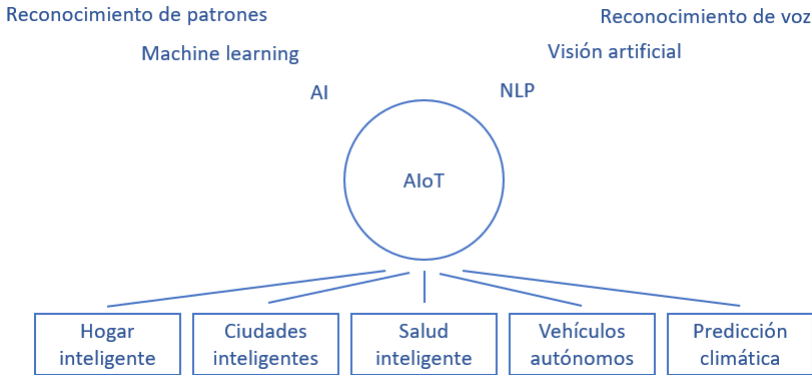 Reconocimiento de patrones
Reconocimiento de voz
Machine learning
Visión artificial
AI
NLP
AIoT
Hogar
inteligente
Ciudades
inteligentes
Salud
inteligente
Vehículos
autónomos
Predicción
climática